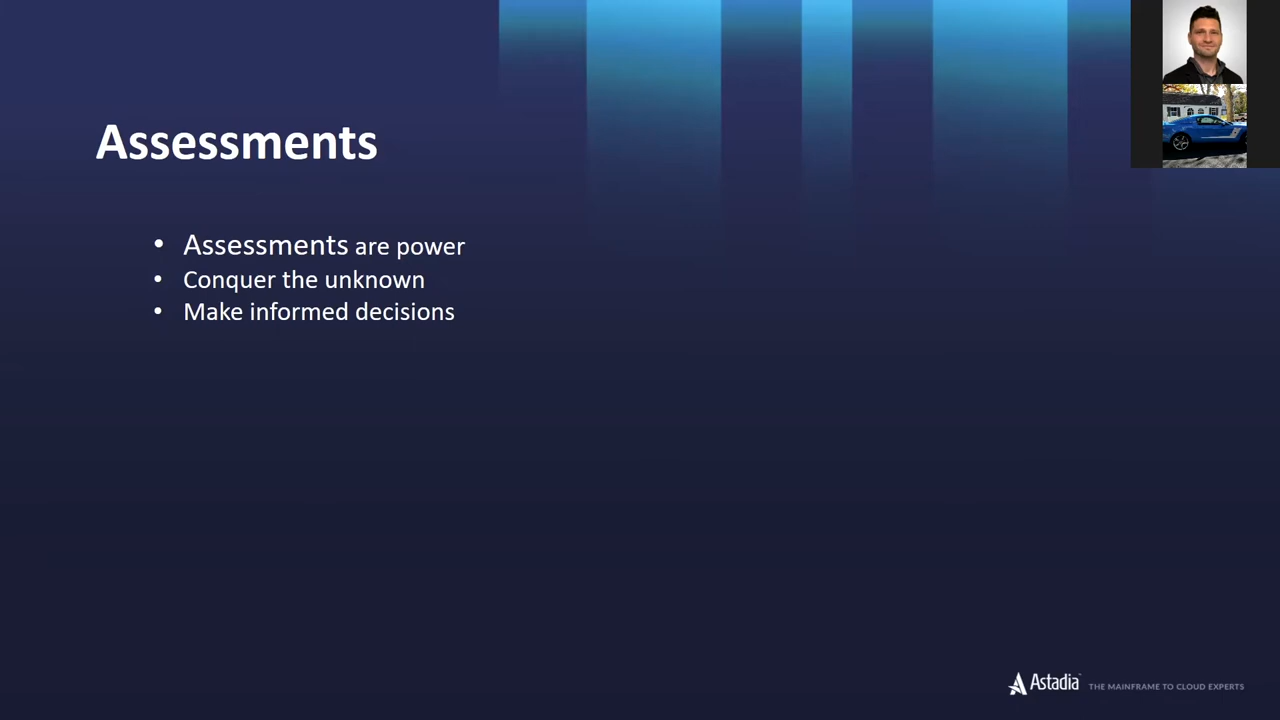 Assessments
• Assessments are power
• Conquer the unknown
• Make informed decisions
Astadia THE MAINFRAME TO CLOUD EXPERTS